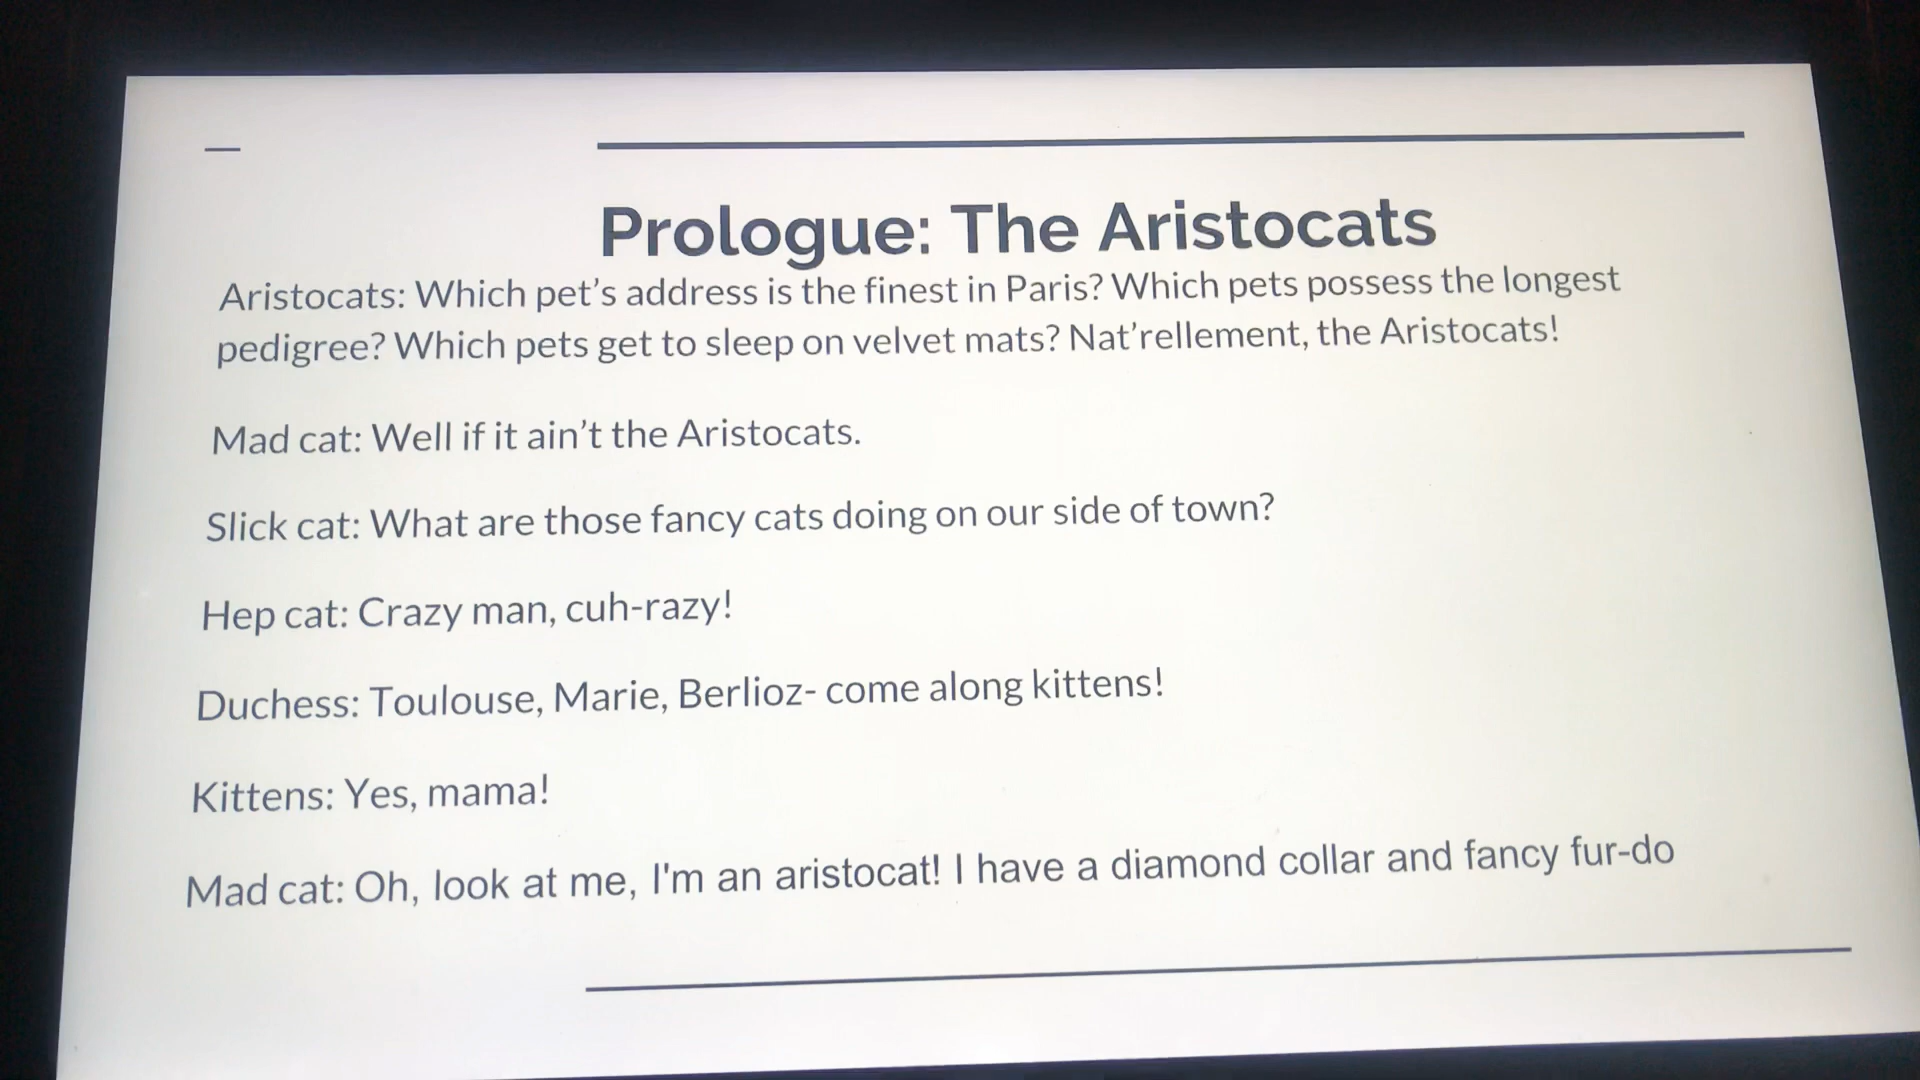 Prologue: The Aristocats
Aristocats: Which pet's address is the finest in Paris? Which pets possess the longest
pedigree? Which pets get to sleep on velvet mats? Nat'rellement, the Aristocats!
Mad cat: Well if it ain't the Aristocats.
Slick cat: What are those fancy cats doing on our side of town?
Hep cat: Crazy man, cuh-razy!
Duchess: Toulouse, Marie, Berlioz- come along kittens!
Kittens: Yes, mama!
Mad cat: Oh, look at me, I'm an aristocat! I have a diamond collar and fancy fur-do